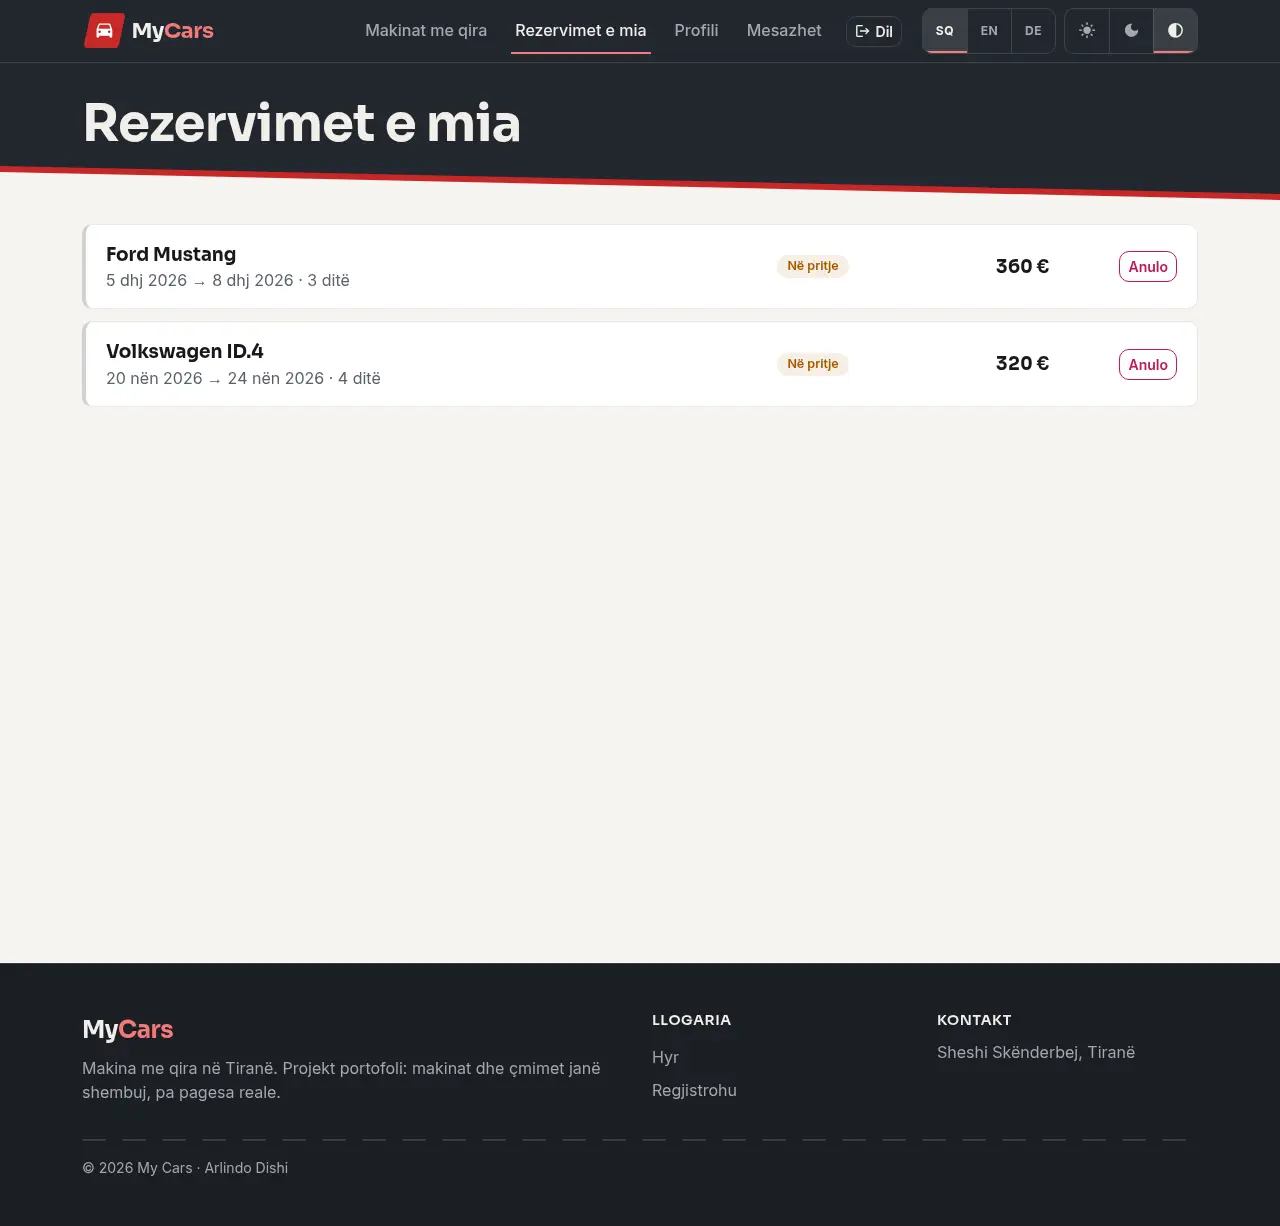 MyCars
Makinat me qira
Rezervimet e mia
Profili
Mesazhet
Dil
SQ
EN
DE
Rezervimet e mia
Ford Mustang
5 dhj 2026 → 8 dhj 2026 · 3 ditë
Në pritje
360 €
Anulo
Volkswagen ID.4
20 nën 2026 → 24 nën 2026 · 4 ditë
Në pritje
320 €
Anulo
MyCars
Makina me qira në Tiranë. Projekt portofoli: makinat dhe çmimet janë
shembuj, pa pagesa reale.
LLOGARIA
Hyr
Regjistrohu
KONTAKT
Sheshi Skënderbej, Tiranë
© 2026 My Cars · Arlindo Dishi